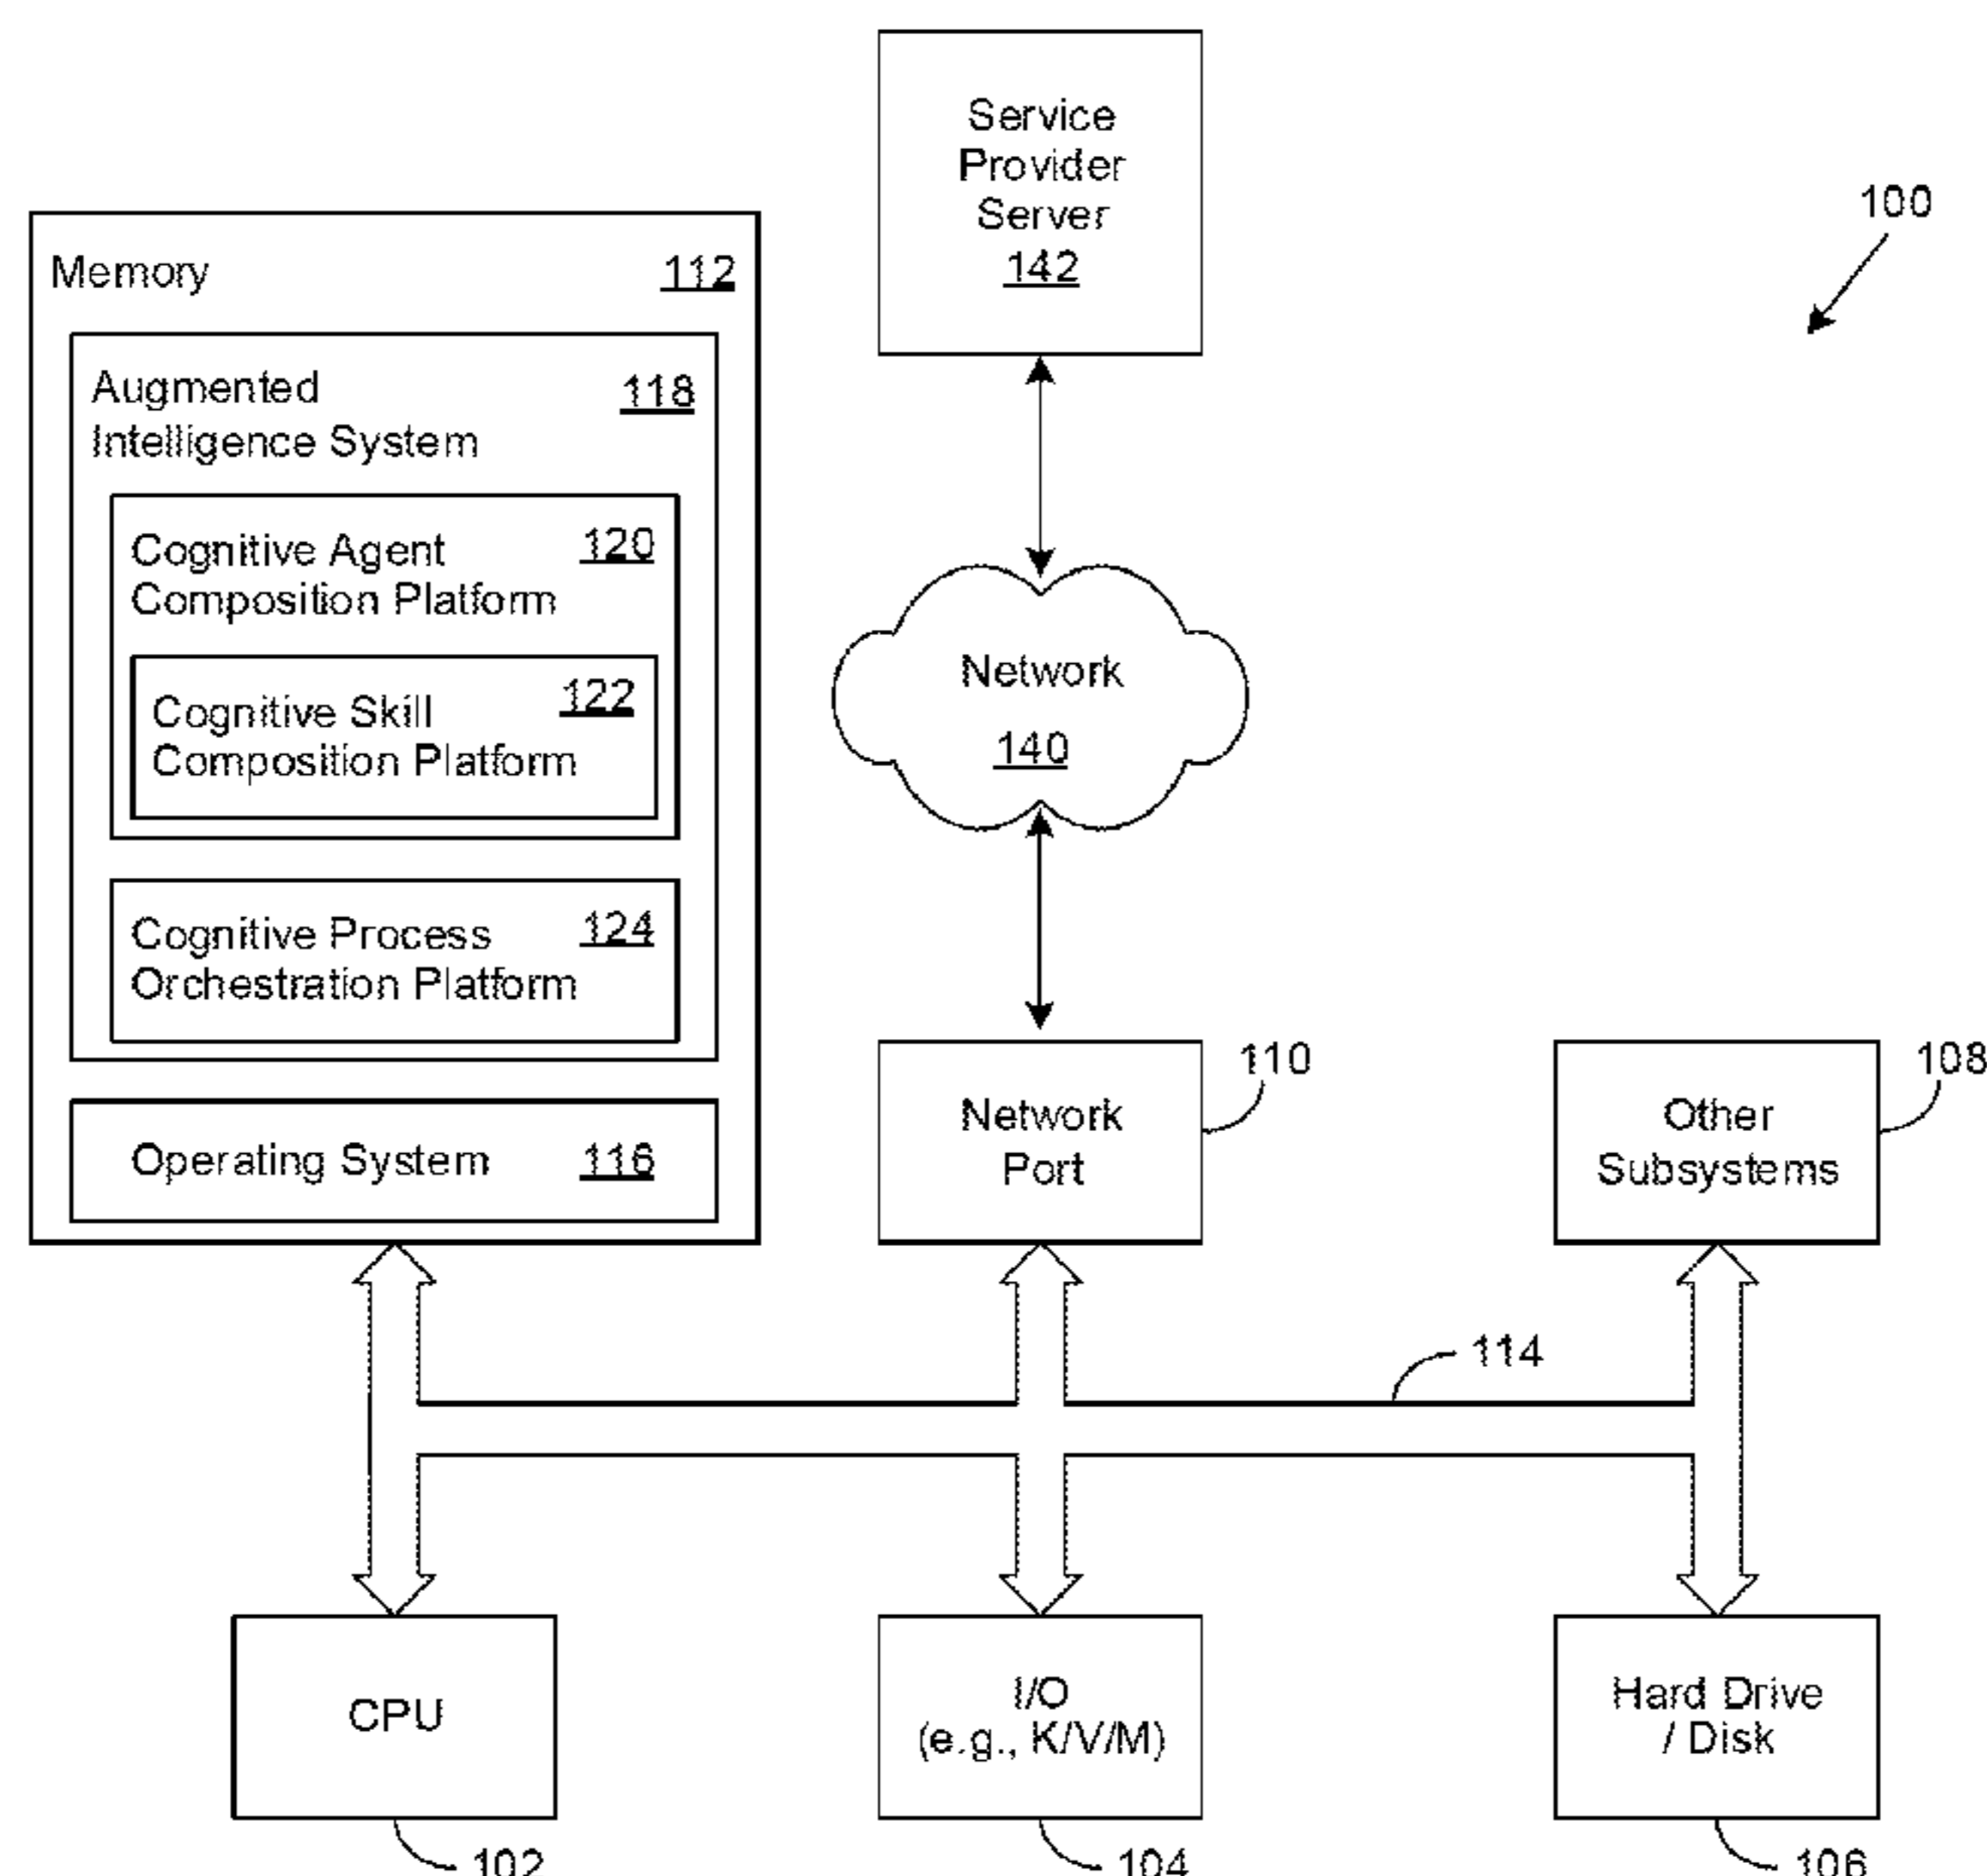 Service
Provider
Server
142
100
Memory 112
Augmented 118
Intelligence System
Cognitive Agent 120
Composition Platform
Cognitive Skill 122
Composition Platform
Cognitive Process 124
Orchestration Platform
Operating System 116
Network
140
Network
Port
110
Other
Subsystems
108
114
CPU
102
I/O
(e.g., K/V/M)
104
Hard Drive
/ Disk
106